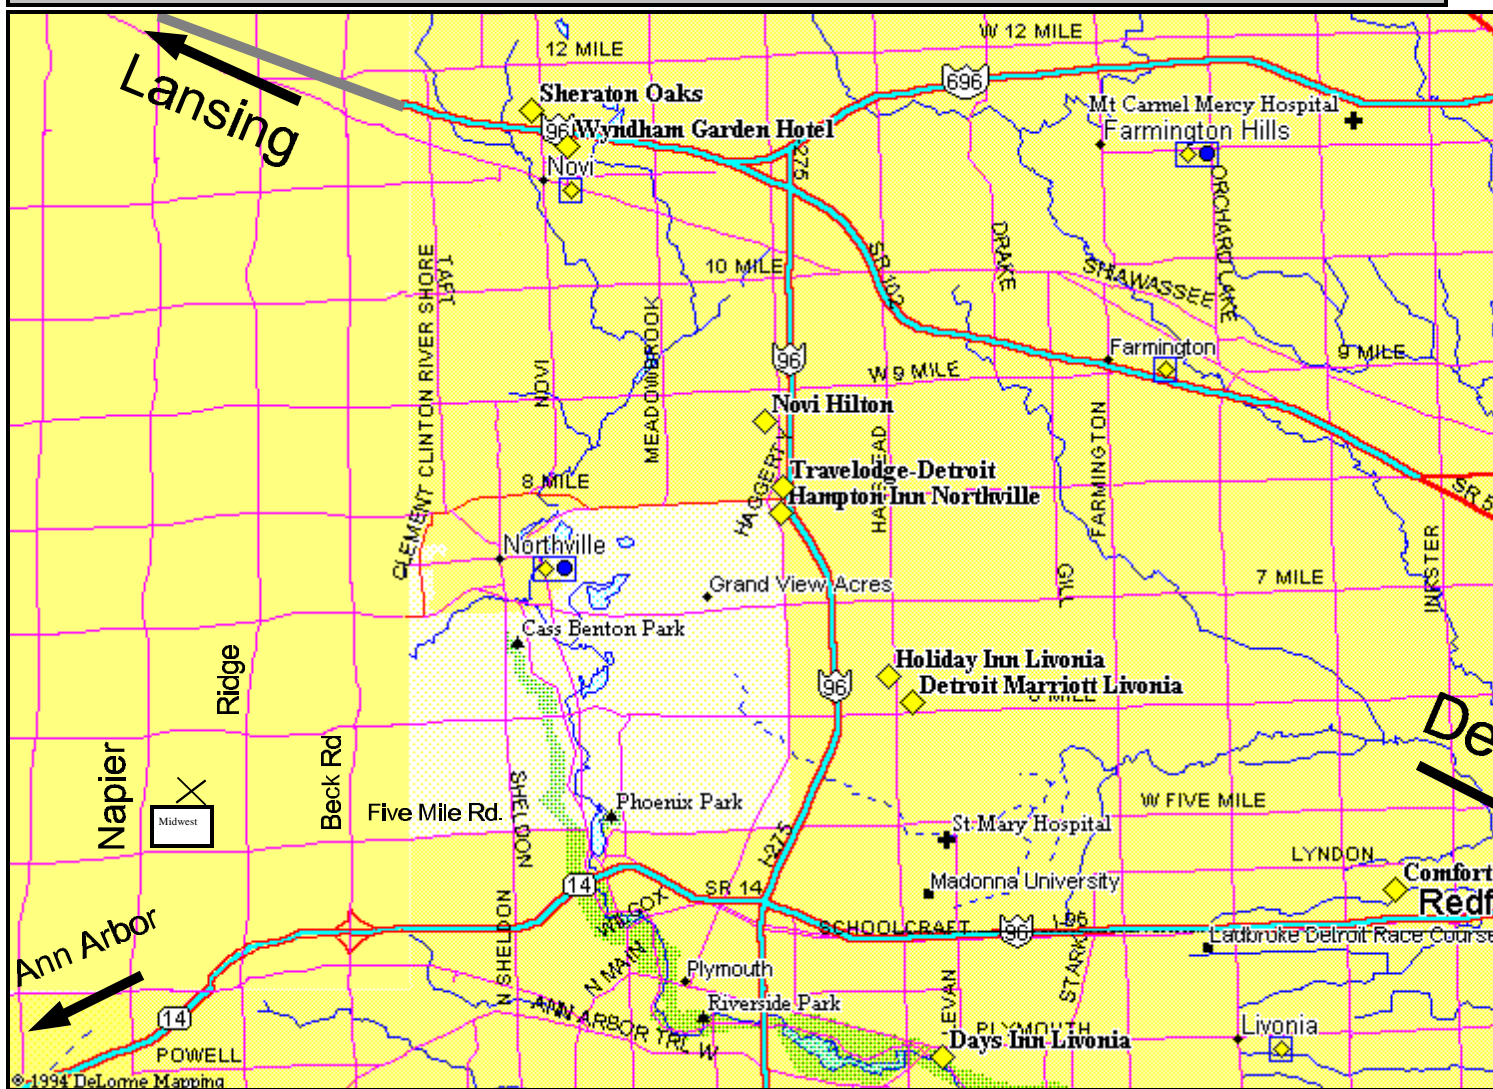 W 12 MILE
12 MILE
Lansing
696
Sheraton Oaks
Mt Carmel Mercy Hospital
96
Wyndham Garden Hotel
Farmington Hills
Novi
275
ORCHARD LAKE
TAFT
10 MILE
SR 102
DRAKE
SHIAWASSEE
CLEMENT CLINTON RIVER SHORE
MEADOWBROOK
NOVI
96
W 9 MILE
Farmington
9 MILE
Novi Hilton
HAGGERTY
FARMINGTON
Travelodge-Detroit
8 MILE
Hampton Inn Northville
SR 5
INKSTER
Northville
GILL
7 MILE
Grand View Acres
Cass Benton Park
Ridge
Holiday Inn Livonia
96
Detroit Marriott Livonia
MILE
De
Napier
Beck Rd
SHELDON
Midwest
Five Mile Rd.
Phoenix Park
W FIVE MILE
St Mary Hospital
I-275
LYNDON
14
SR 14
Madonna University
Comfort
Redf
WILCOX
N SHELDON
SCHOOLCRAFT
96
I-96
Ladbroke Detroit Race Course
Ann Arbor
N MAIN
Plymouth
STARK
LEVAN
14
ANN ARBOR TRL W
Riverside Park
PLYMOUTH
Livonia
POWELL
Days Inn Livonia
© 1994 DeLorme Mapping